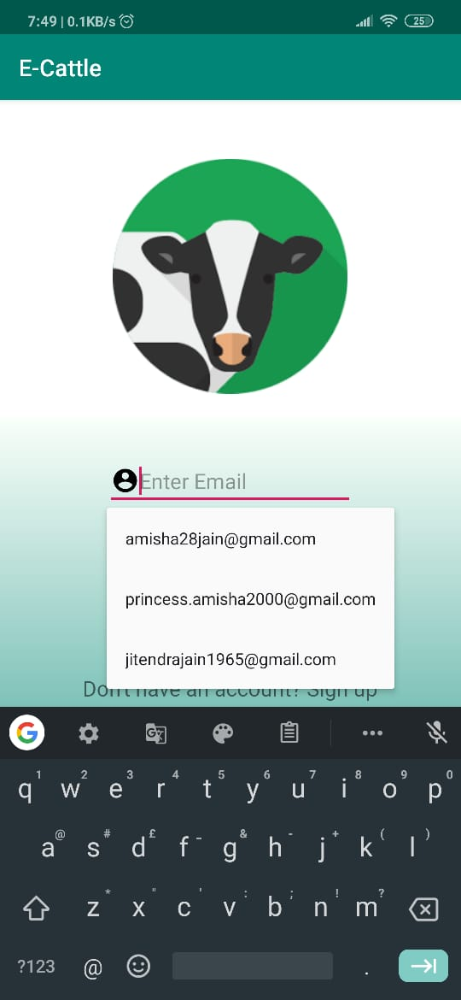 7:49 | 0.1KB/s
25
E-Cattle
Enter Email
amisha28jain@gmail.com
princess.amisha2000@gmail.com
jitendrajain1965@gmail.com
Don't have an account? Sign up
G
q 1 w 2 e 3 r 4 t 5 y 6 u 7 i 8 o 9 p 0
a @ s # d £ f _ g & h - j + k ( l )
z * x " c ' v : b ; n ! m ?
?123 @ .